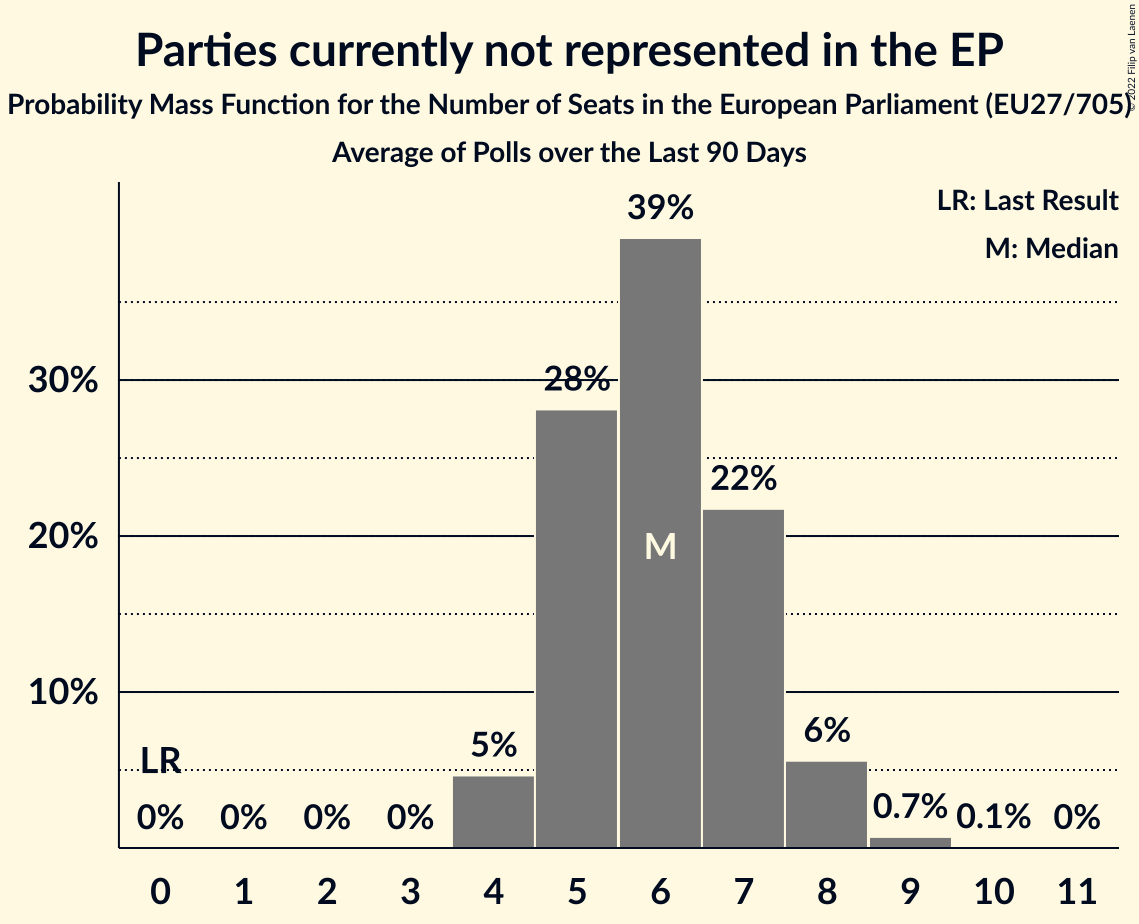 Parties currently not represented in the EP
Probability Mass Function for the Number of Seats in the European Parliament (EU27/705)
Average of Polls over the Last 90 Days
© 2022 Filip van Laenen
LR: Last Result
M: Median
39%
30%
28%
22%
20%
M
10%
LR
5%
6%
0%
0%
0%
0%
0.7%
0.1%
0%
0 1 2 3 4 5 6 7 8 9 10 11